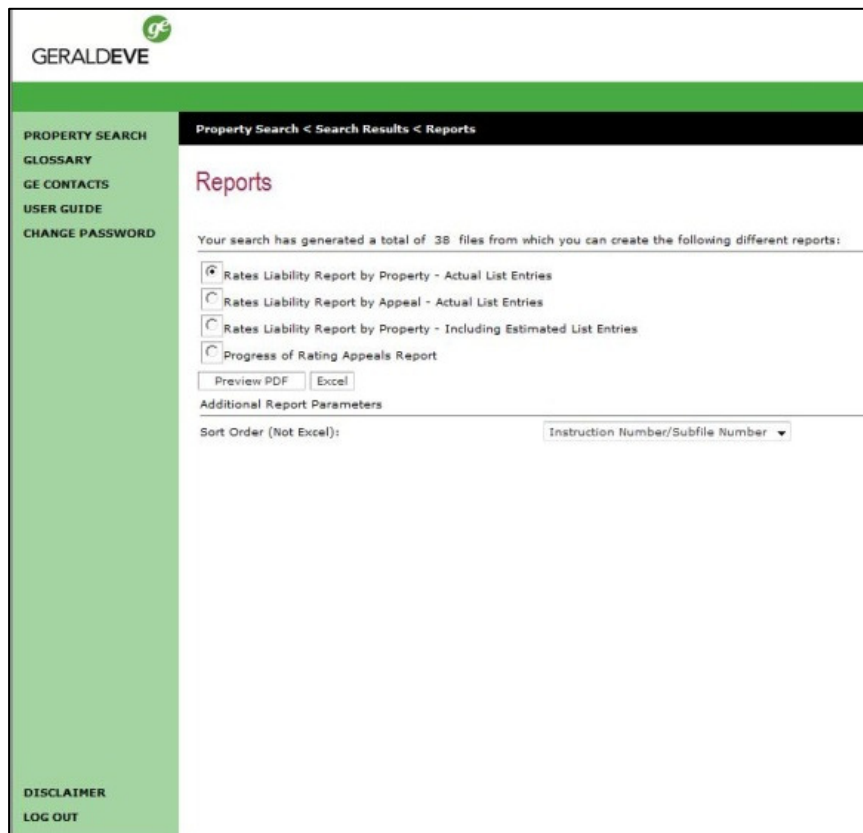 ge
GERALDEVE
PROPERTY SEARCH
GLOSSARY
GE CONTACTS
USER GUIDE
CHANGE PASSWORD
Property Search < Search Results < Reports
Reports
Your search has generated a total of 38 files from which you can create the following different reports:
Rates Liability Report by Property - Actual List Entries
Rates Liability Report by Appeal - Actual List Entries
Rates Liability Report by Property - Including Estimated List Entries
Progress of Rating Appeals Report
Preview PDF Excel
Additional Report Parameters
Sort Order (Not Excel): Instruction Number/Subfile Number
DISCLAIMER
LOG OUT